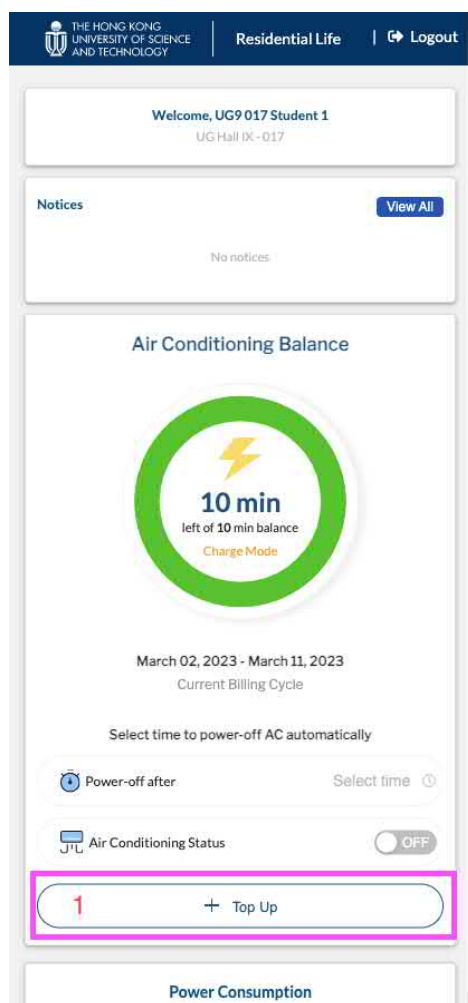 THE HONG KONG
UNIVERSITY OF SCIENCE
AND TECHNOLOGY
Residential Life
| Logout
Welcome, UG9 017 Student 1
UG Hall IX - 017
Notices
View All
No notices
Air Conditioning Balance
10 min
left of 10 min balance
Charge Mode
March 02, 2023 - March 11, 2023
Current Billing Cycle
Select time to power-off AC automatically
Power-off after
Select time
Air Conditioning Status
OFF
1
+ Top Up
Power Consumption